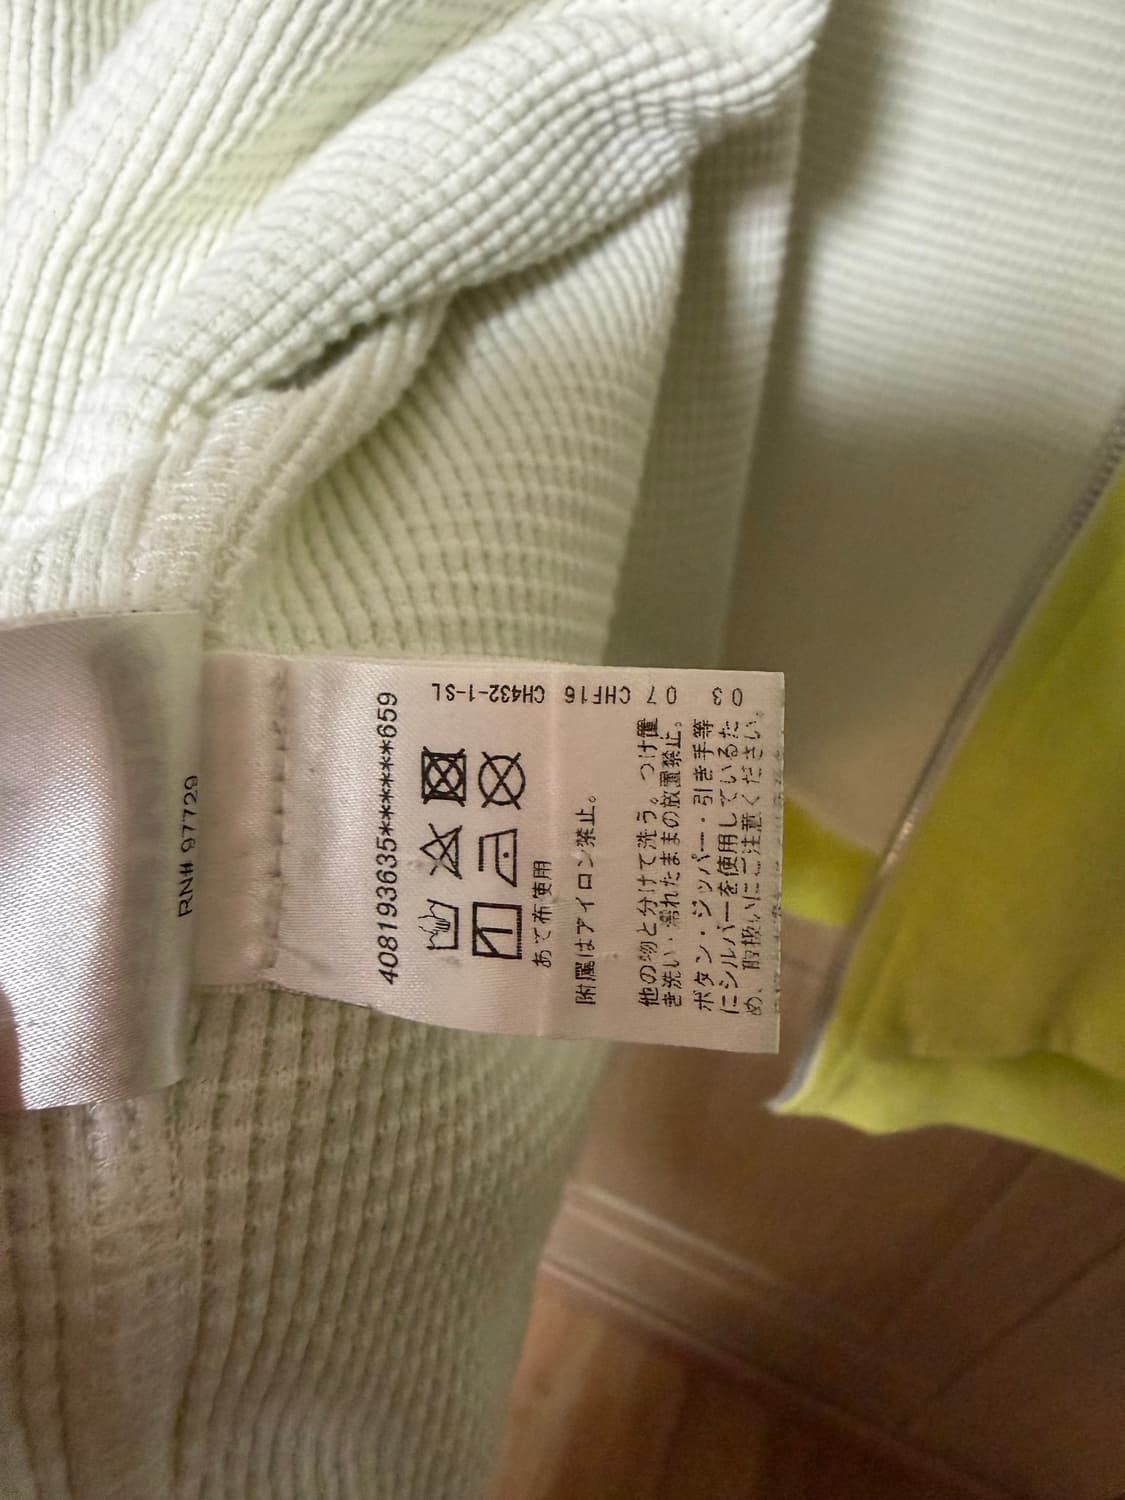 RN# 97729
408193635******659
あて布使用
附属はアイロン禁止。
他の物と分けて洗う。つけ置
き洗い・濡れたままの放置禁止。
ボタン・ジッパー・引き手等
にシルバーを使用しているた
め、取扱いにご注意ください。
CH432-1-SL
CHF16
07
03